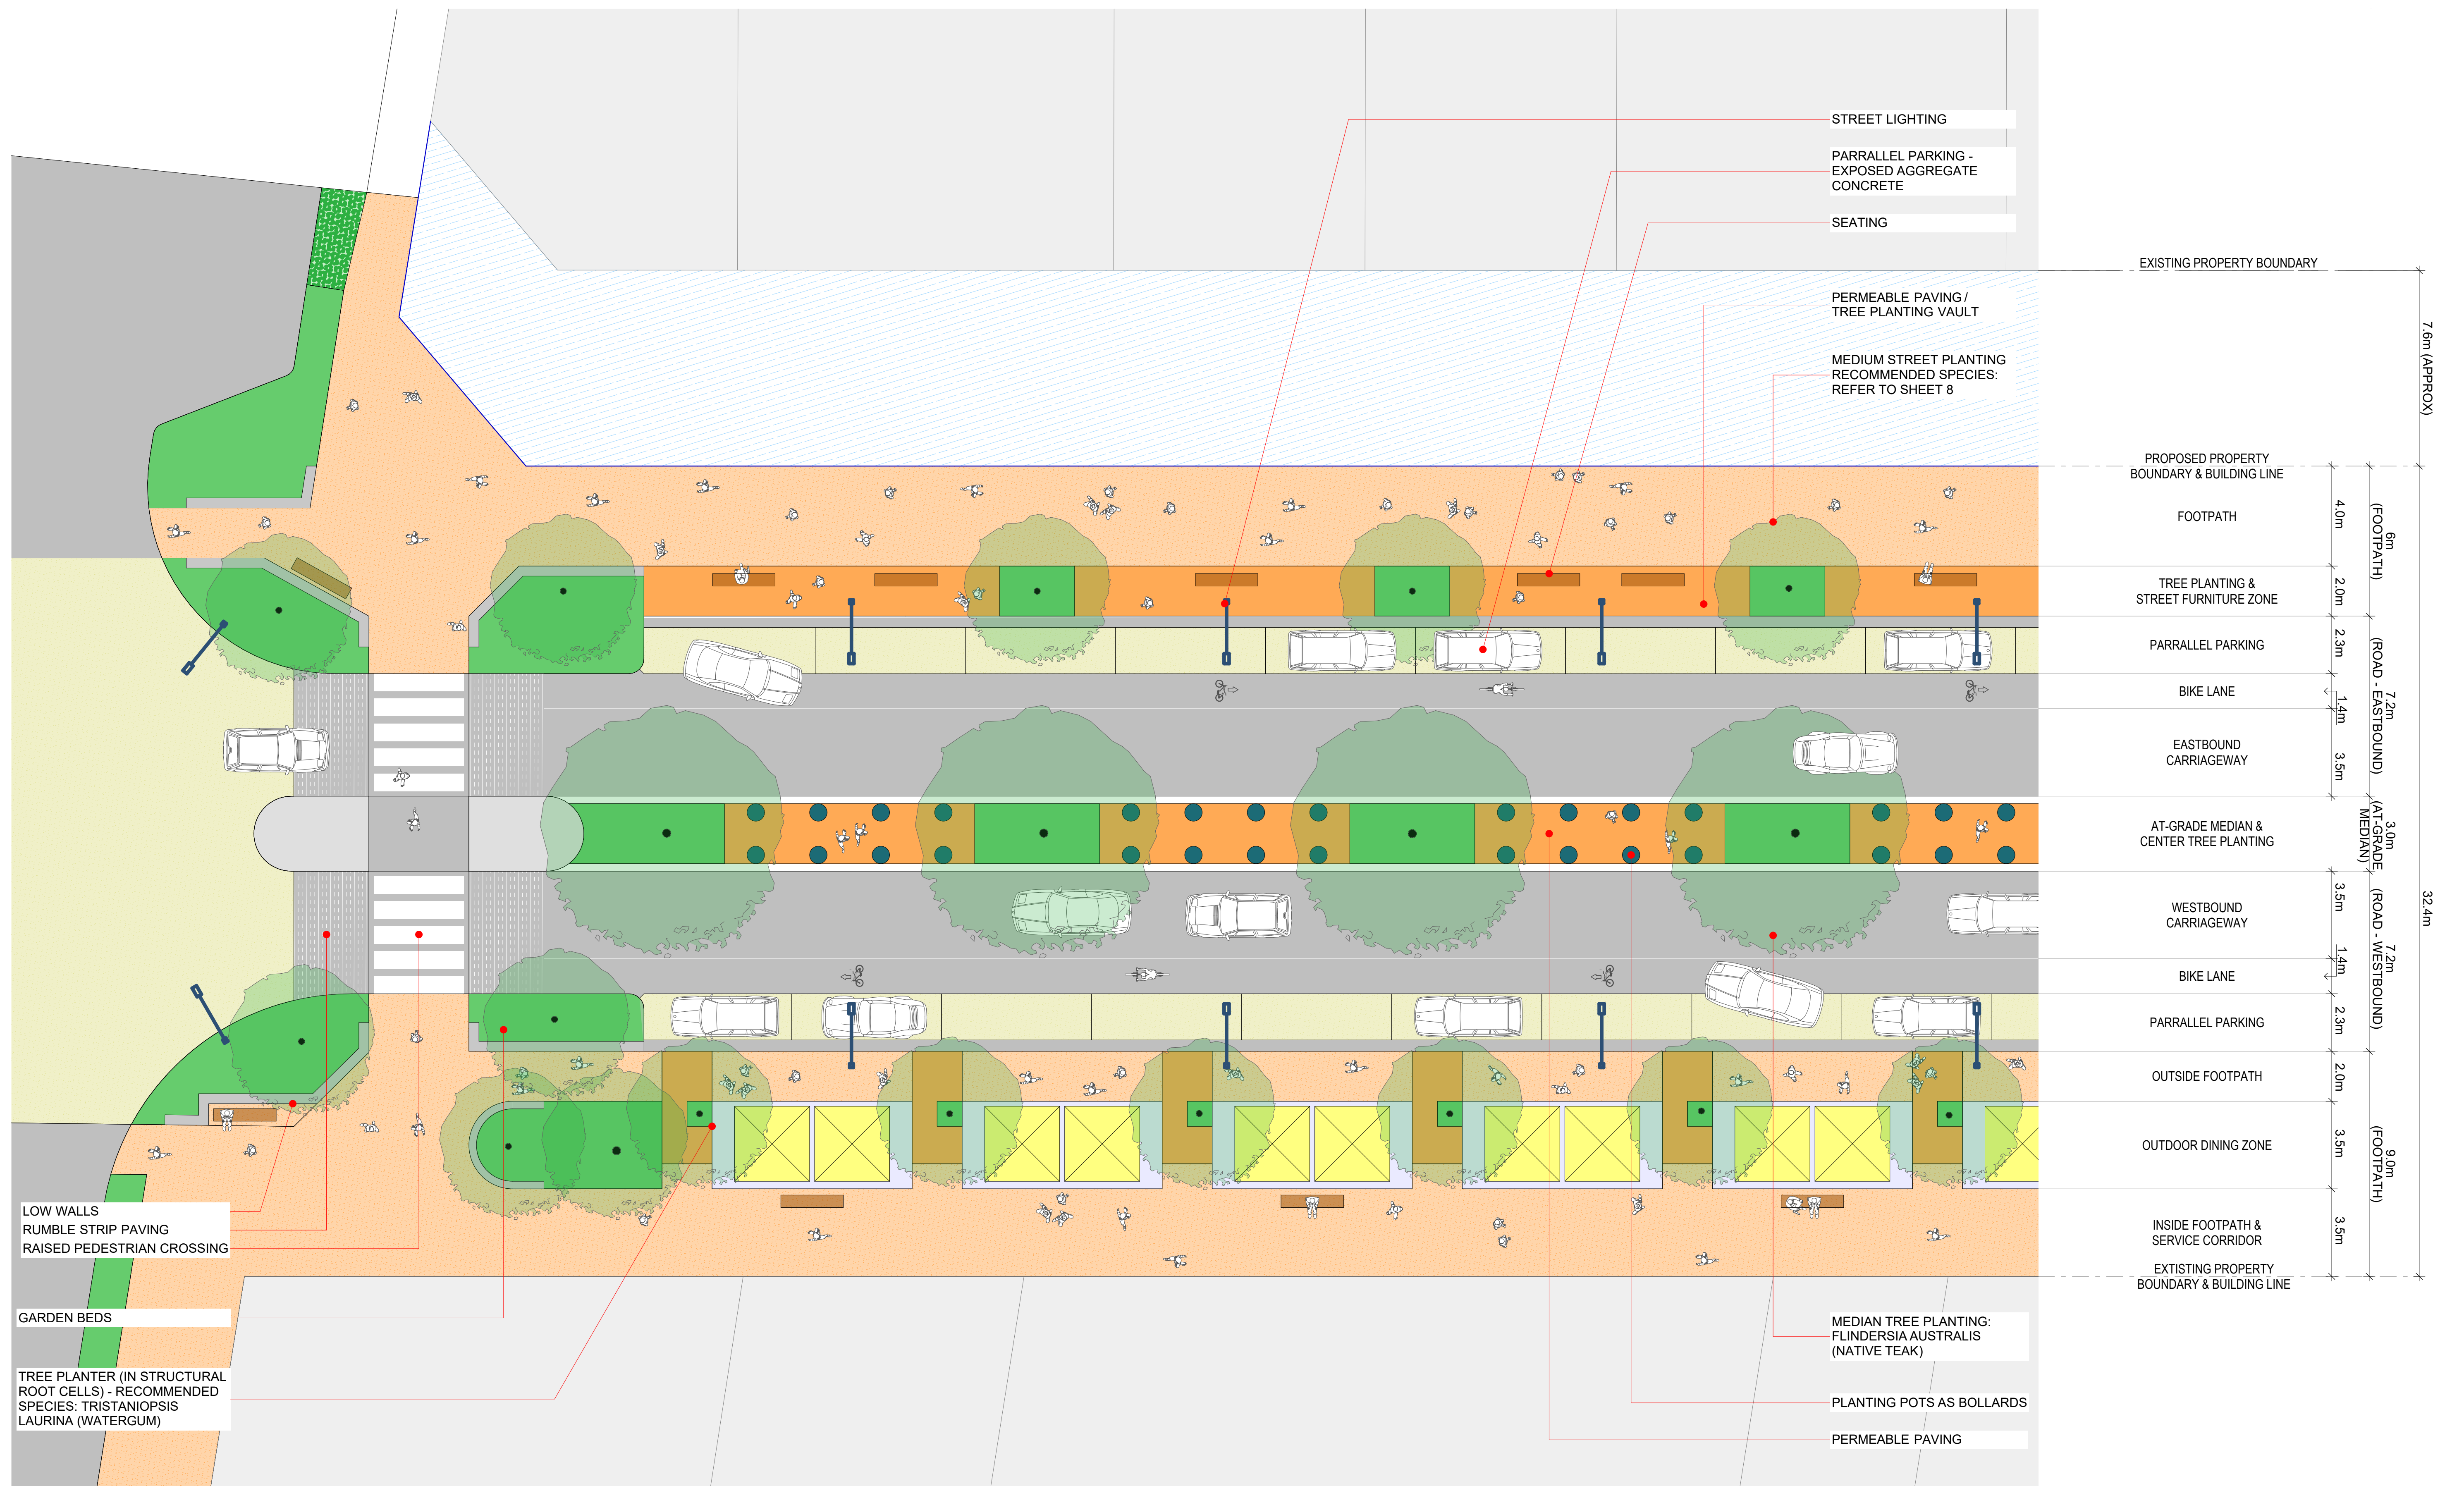 STREET LIGHTING
PARRALLEL PARKING -
EXPOSED AGGREGATE
CONCRETE
SEATING
PERMEABLE PAVING /
TREE PLANTING VAULT
MEDIUM STREET PLANTING
RECOMMENDED SPECIES:
REFER TO SHEET 8
LOW WALLS
RUMBLE STRIP PAVING
RAISED PEDESTRIAN CROSSING
GARDEN BEDS
TREE PLANTER (IN STRUCTURAL
ROOT CELLS) - RECOMMENDED
SPECIES: TRISTANIOPSIS
LAURINA (WATERGUM)
MEDIAN TREE PLANTING:
FLINDERSIA AUSTRALIS
(NATIVE TEAK)
PLANTING POTS AS BOLLARDS
PERMEABLE PAVING
EXISTING PROPERTY BOUNDARY
PROPOSED PROPERTY
BOUNDARY & BUILDING LINE
FOOTPATH
TREE PLANTING &
STREET FURNITURE ZONE
PARRALLEL PARKING
BIKE LANE
EASTBOUND
CARRIAGEWAY
AT-GRADE MEDIAN &
CENTER TREE PLANTING
WESTBOUND
CARRIAGEWAY
BIKE LANE
PARRALLEL PARKING
OUTSIDE FOOTPATH
OUTDOOR DINING ZONE
INSIDE FOOTPATH &
SERVICE CORRIDOR
EXTISTING PROPERTY
BOUNDARY & BUILDING LINE
4.0m
2.0m
2.3m
1.4m
3.5m
3.5m
1.4m
2.3m
2.0m
3.5m
3.5m
6m
(FOOTPATH)
7.2m
(ROAD - EASTBOUND)
3.0m
(AT-GRADE
MEDIAN)
7.2m
(ROAD - WESTBOUND)
9.0m
(FOOTPATH)
7.6m (APPROX)
32.4m